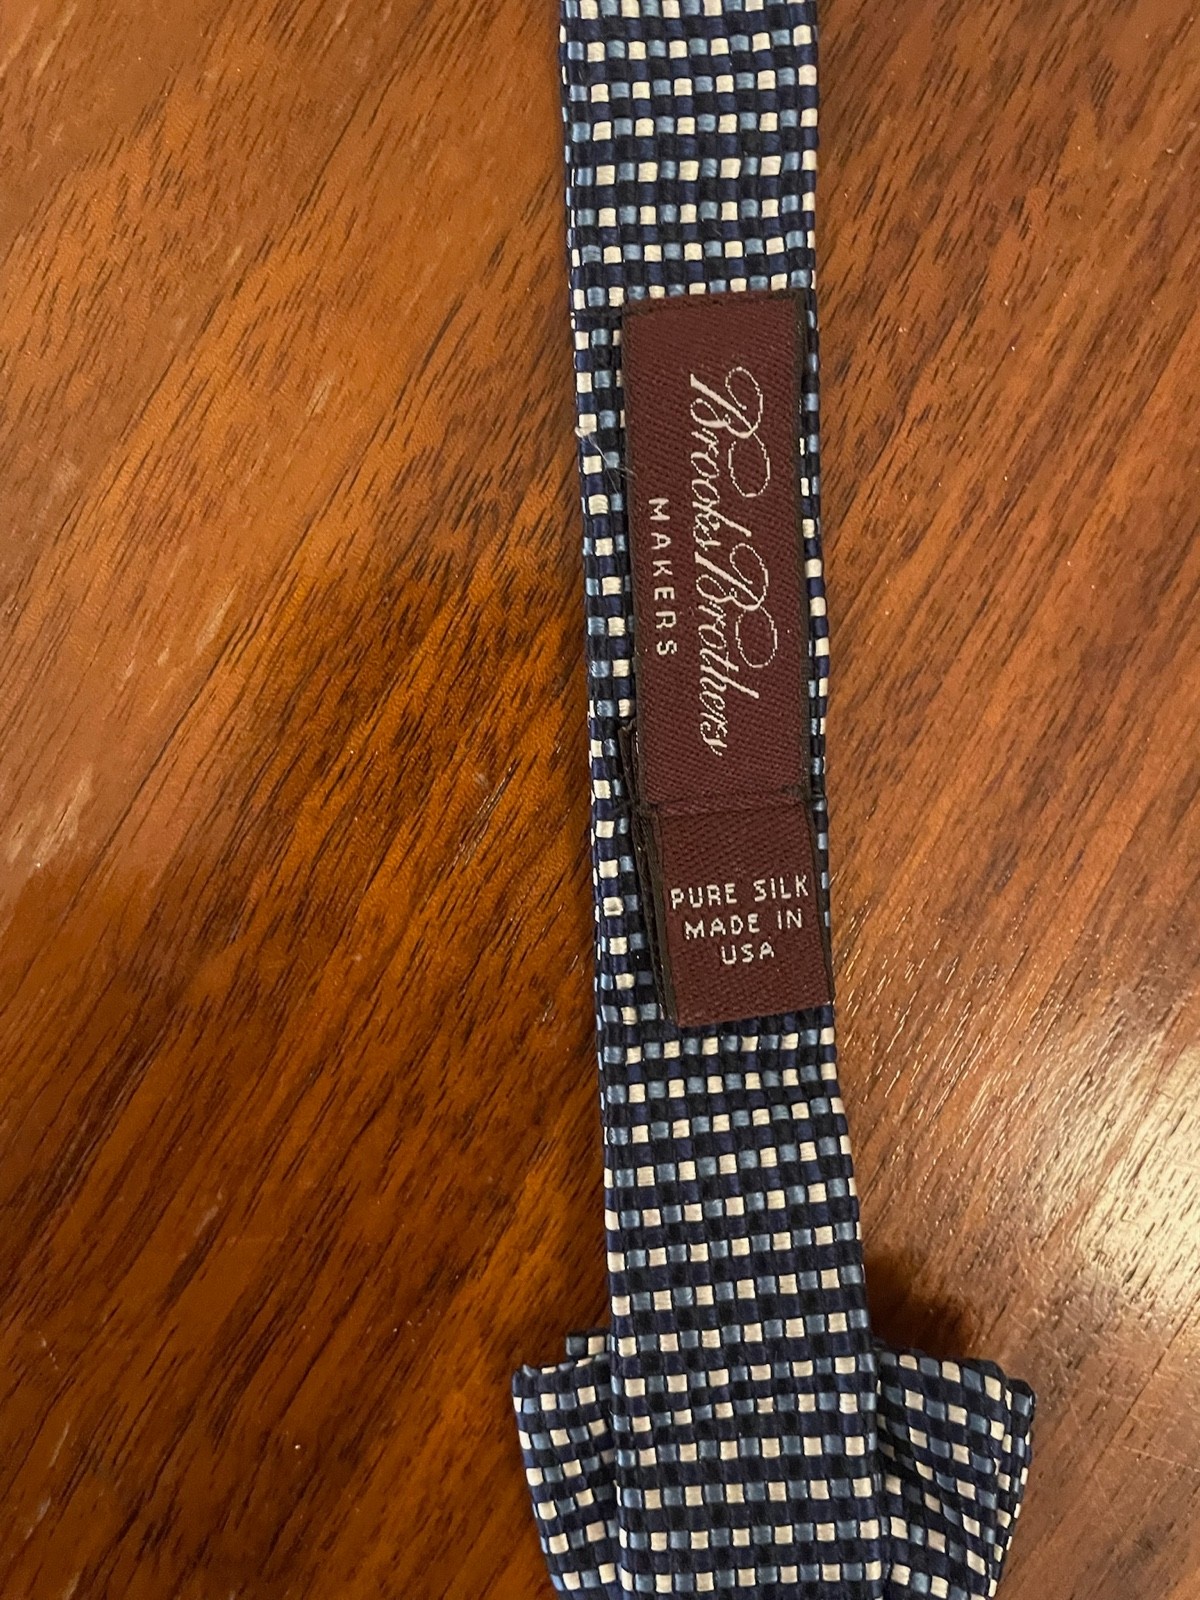 Brooks Brothers
MAKERS
PURE SILK
MADE IN
USA